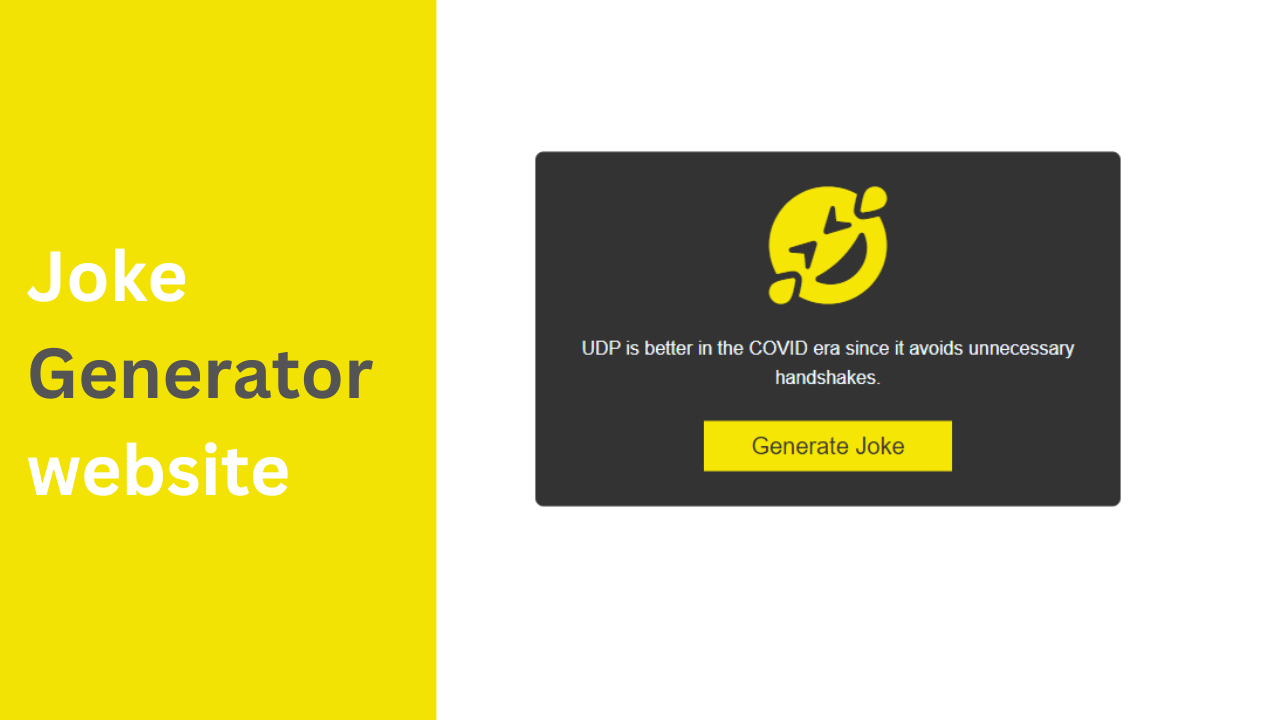 Joke
Generator
website
UDP is better in the COVID era since it avoids unnecessary
handshakes.
Generate Joke